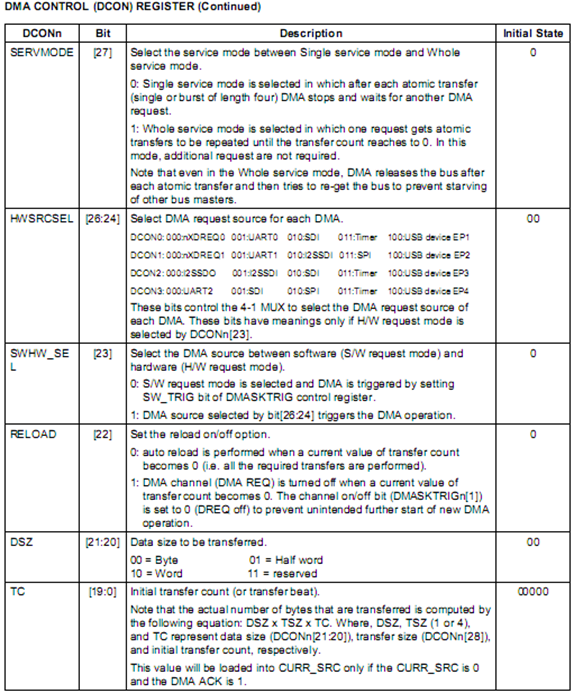 DMA CONTROL (DCON) REGISTER (Continued)
DCONn Bit Description Initial State
SERVMODE [27] Select the service mode between Single service mode and Whole 0
service mode.
0: Single service mode is selected in which after each atomic transfer
(single or burst of length four) DMA stops and waits for another DMA
request.
1: Whole service mode is selected in which one request gets atomic
transfers to be repeated until the transfer count reaches to 0. In this
mode, additional request are not required.
Note that even in the Whole service mode, DMA releases the bus after
each atomic transfer and then tries to re-get the bus to prevent starving
of other bus masters.
HWSRCSEL [26:24] Select DMA request source for each DMA. 00
DCON0: 000:nXDREQ0 001:UART0 010:SDI 011:Timer 100:USB device EP1
DCON1: 000:nXDREQ1 001:UART1 010:I2SSDI 011:SPI 100:USB device EP2
DCON2: 000:I2SSDO 001:I2SSDI 010:SDI 011:Timer 100:USB device EP3
DCON3: 000:UART2 001:SDI 010:SPI 011:Timer 100:USB device EP4
These bits control the 4-1 MUX to select the DMA request source of
each DMA. These bits have meanings only if H/W request mode is
selected by DCONn[23].
SWHW_SE [23] Select the DMA source between software (S/W request mode) and 0
L hardware (H/W request mode).
0: S/W request mode is selected and DMA is triggered by setting
SW_TRIG bit of DMASKTRIG control register.
1: DMA source selected by bit[26:24] triggers the DMA operation.
RELOAD [22] Set the reload on/off option. 0
0: auto reload is performed when a current value of transfer count
becomes 0 (i.e. all the required transfers are performed).
1: DMA channel (DMA REQ) is turned off when a current value of
transfer count becomes 0. The channel on/off bit (DMASKTRIGn[1])
is set to 0 (DREQ off) to prevent unintended further start of new DMA
operation.
DSZ [21:20] Data size to be transferred. 00
00 = Byte 01 = Half word
10 = Word 11 = reserved
TC [19:0] Initial transfer count (or transfer beat). 00000
Note that the actual number of bytes that are transferred is computed by
the following equation: DSZ x TSZ x TC. Where, DSZ, TSZ (1 or 4),
and TC represent data size (DCONn[21:20]), transfer size (DCONn[28]),
and initial transfer count, respectively.
This value will be loaded into CURR_SRC only if the CURR_SRC is 0
and the DMA ACK is 1.